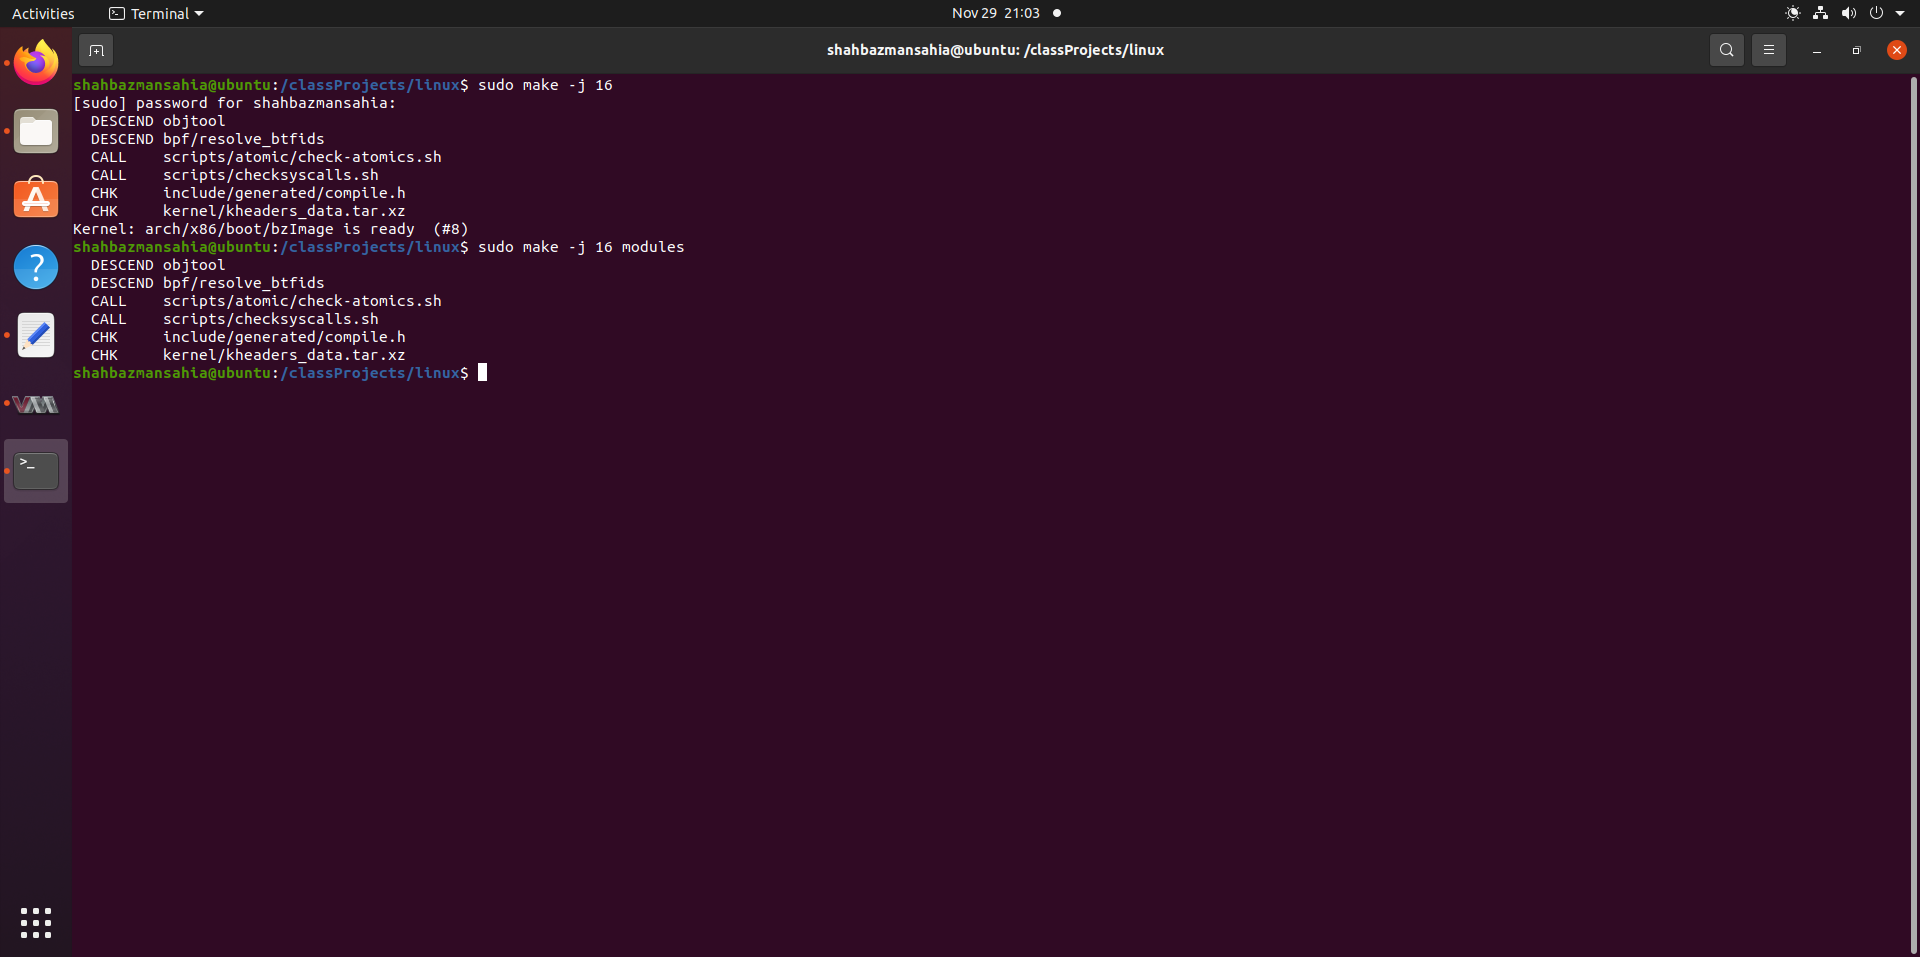 Activities
Terminal
Nov 29 21:03
shahbazmansahia@ubuntu: /classProjects/linux
shahbazmansahia@ubuntu:/classProjects/linux$ sudo make -j 16
[sudo] password for shahbazmansahia:
  DESCEND objtool
  DESCEND bpf/resolve_btfids
  CALL    scripts/atomic/check-atomics.sh
  CALL    scripts/checksyscalls.sh
  CHK     include/generated/compile.h
  CHK     kernel/kheaders_data.tar.xz
Kernel: arch/x86/boot/bzImage is ready  (#8)
shahbazmansahia@ubuntu:/classProjects/linux$ sudo make -j 16 modules
  DESCEND objtool
  DESCEND bpf/resolve_btfids
  CALL    scripts/atomic/check-atomics.sh
  CALL    scripts/checksyscalls.sh
  CHK     include/generated/compile.h
  CHK     kernel/kheaders_data.tar.xz
shahbazmansahia@ubuntu:/classProjects/linux$